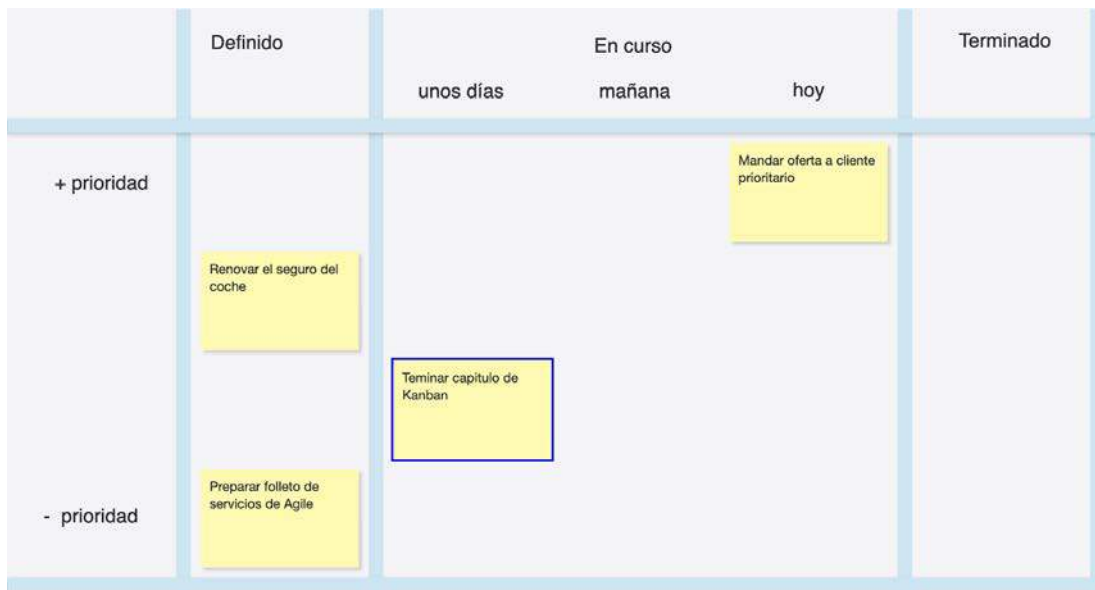 Definido
En curso
Terminado
unos días
mañana
hoy
+ prioridad
Mandar oferta a cliente
prioritario
Renovar el seguro del
coche
Teminar capitulo de
Kanban
Preparar folleto de
servicios de Agile
- prioridad